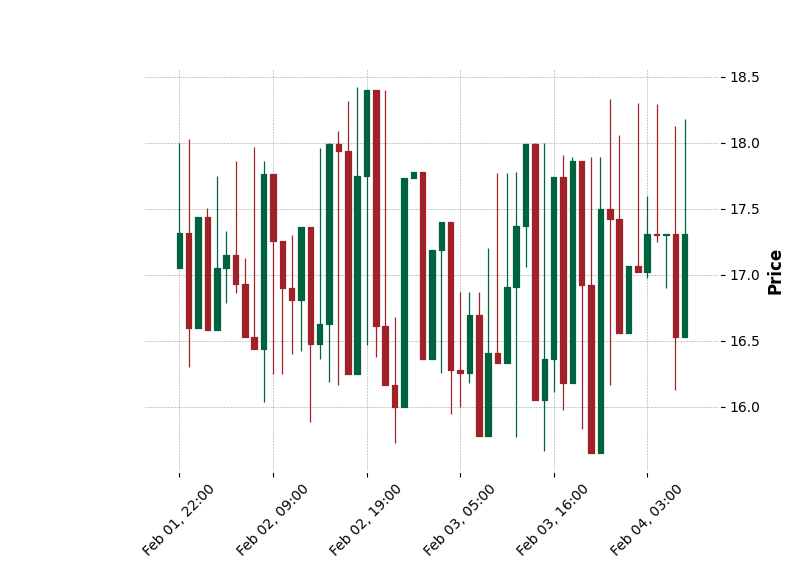 18.5
18.0
17.5
17.0
16.5
16.0
Price
Feb 01, 22:00
Feb 02, 09:00
Feb 02, 19:00
Feb 03, 05:00
Feb 03, 16:00
Feb 04, 03:00